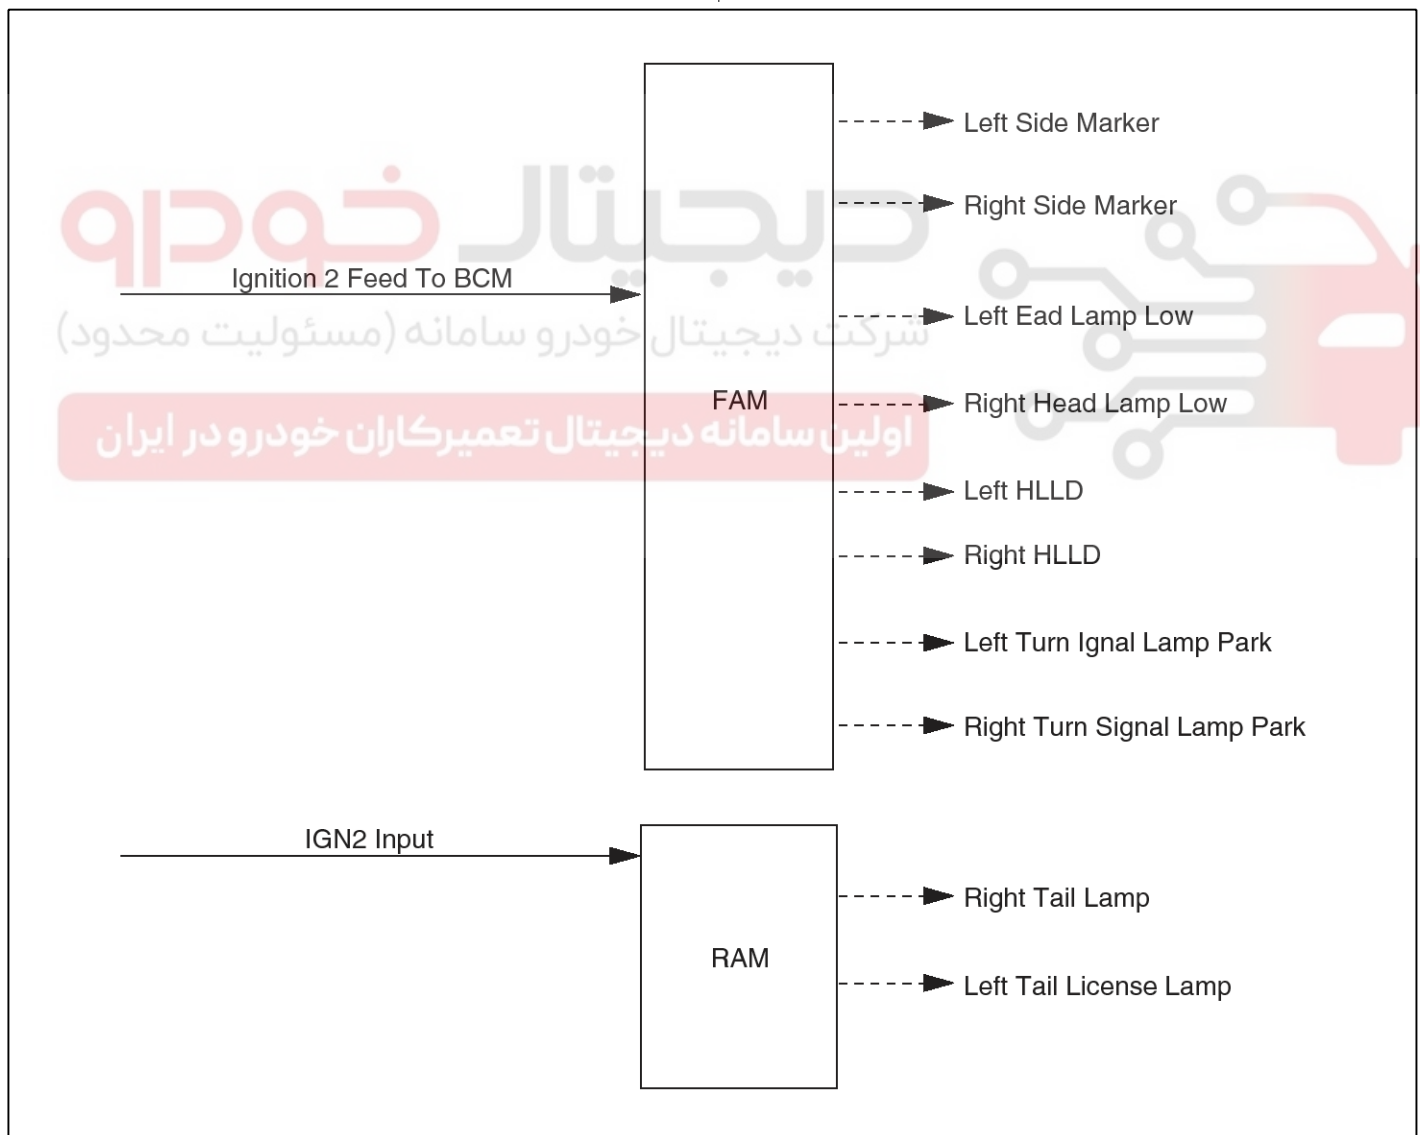 Left Side Marker
دیجیتال خودرو
Right Side Marker
Ignition 2 Feed To BCM
شرکت دیجیتال خودرو سامانه (مسئولیت محدود)
Left Ead Lamp Low
FAM
Right Head Lamp Low
اولین سامانه دیجیتال تعمیرکاران خودرو در ایران
Left HLLD
Right HLLD
Left Turn Ignal Lamp Park
Right Turn Signal Lamp Park
IGN2 Input
Right Tail Lamp
RAM
Left Tail License Lamp